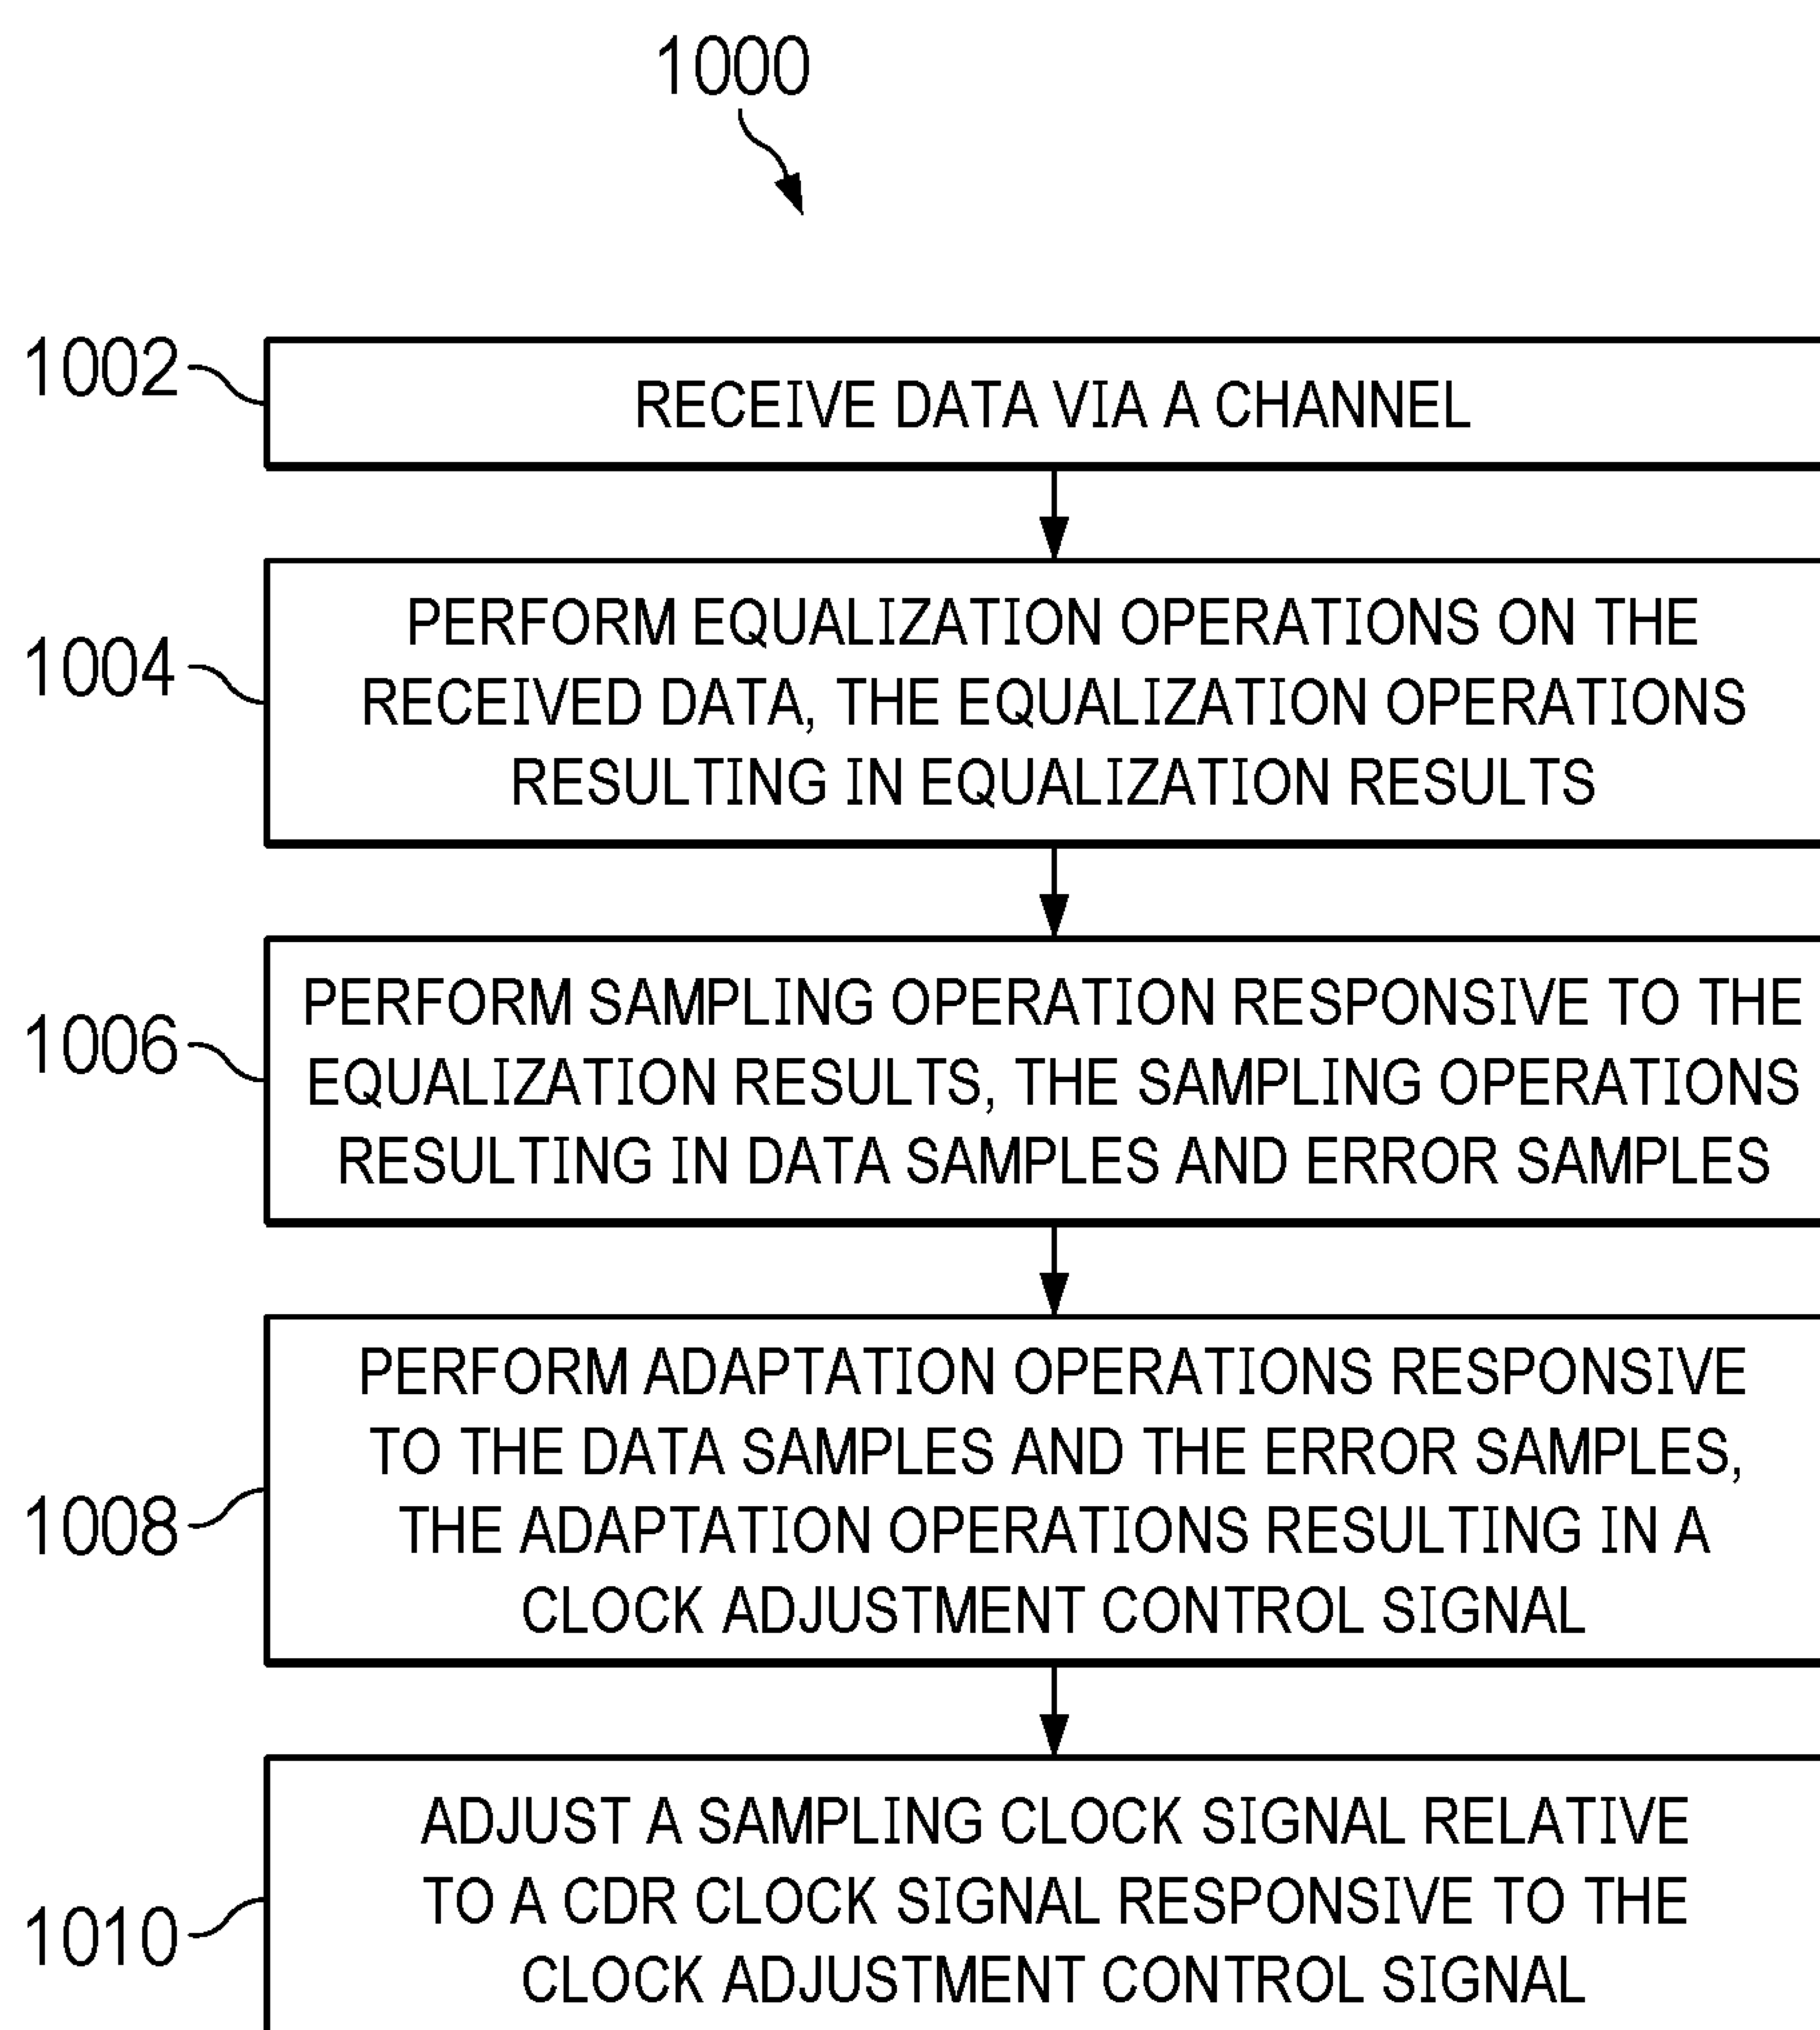 1000
1002
RECEIVE DATA VIA A CHANNEL
1004
PERFORM EQUALIZATION OPERATIONS ON THE
RECEIVED DATA, THE EQUALIZATION OPERATIONS
RESULTING IN EQUALIZATION RESULTS
1006
PERFORM SAMPLING OPERATION RESPONSIVE TO THE
EQUALIZATION RESULTS, THE SAMPLING OPERATIONS
RESULTING IN DATA SAMPLES AND ERROR SAMPLES
1008
PERFORM ADAPTATION OPERATIONS RESPONSIVE
TO THE DATA SAMPLES AND THE ERROR SAMPLES,
THE ADAPTATION OPERATIONS RESULTING IN A
CLOCK ADJUSTMENT CONTROL SIGNAL
1010
ADJUST A SAMPLING CLOCK SIGNAL RELATIVE
TO A CDR CLOCK SIGNAL RESPONSIVE TO THE
CLOCK ADJUSTMENT CONTROL SIGNAL